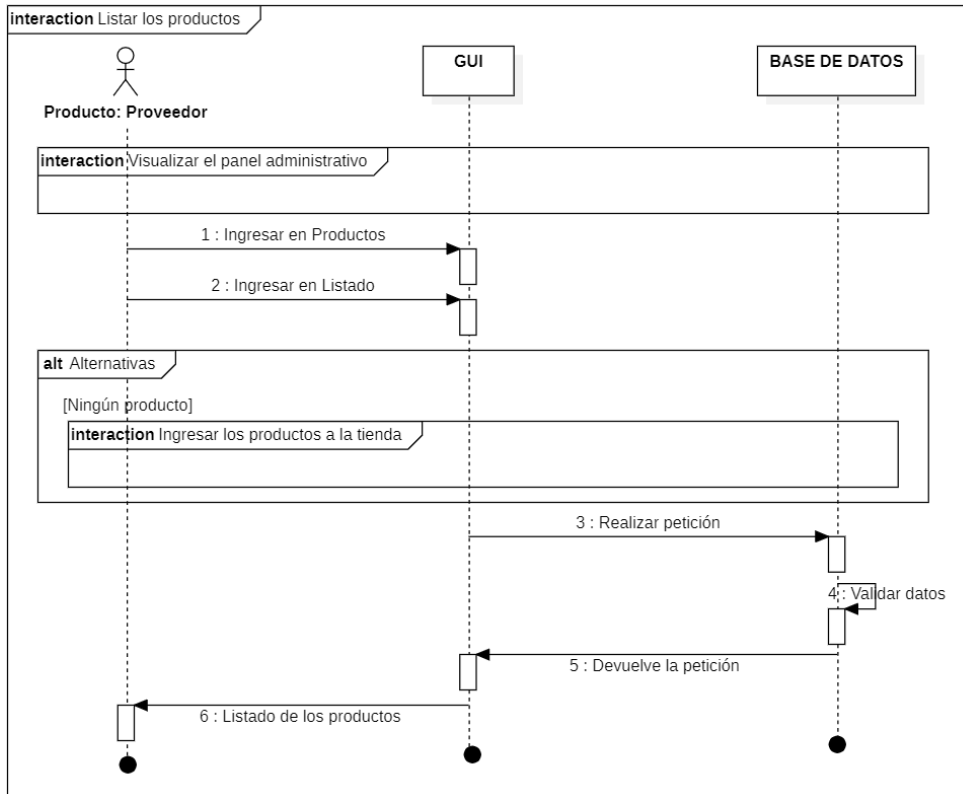 interaction Listar los productos
GUI
BASE DE DATOS
Producto: Proveedor
interaction Visualizar el panel administrativo
1 : Ingresar en Productos
2 : Ingresar en Listado
alt Alternativas
[Ningún producto]
interaction Ingresar los productos a la tienda
3 : Realizar petición
4 : Validar datos
5 : Devuelve la petición
6 : Listado de los productos